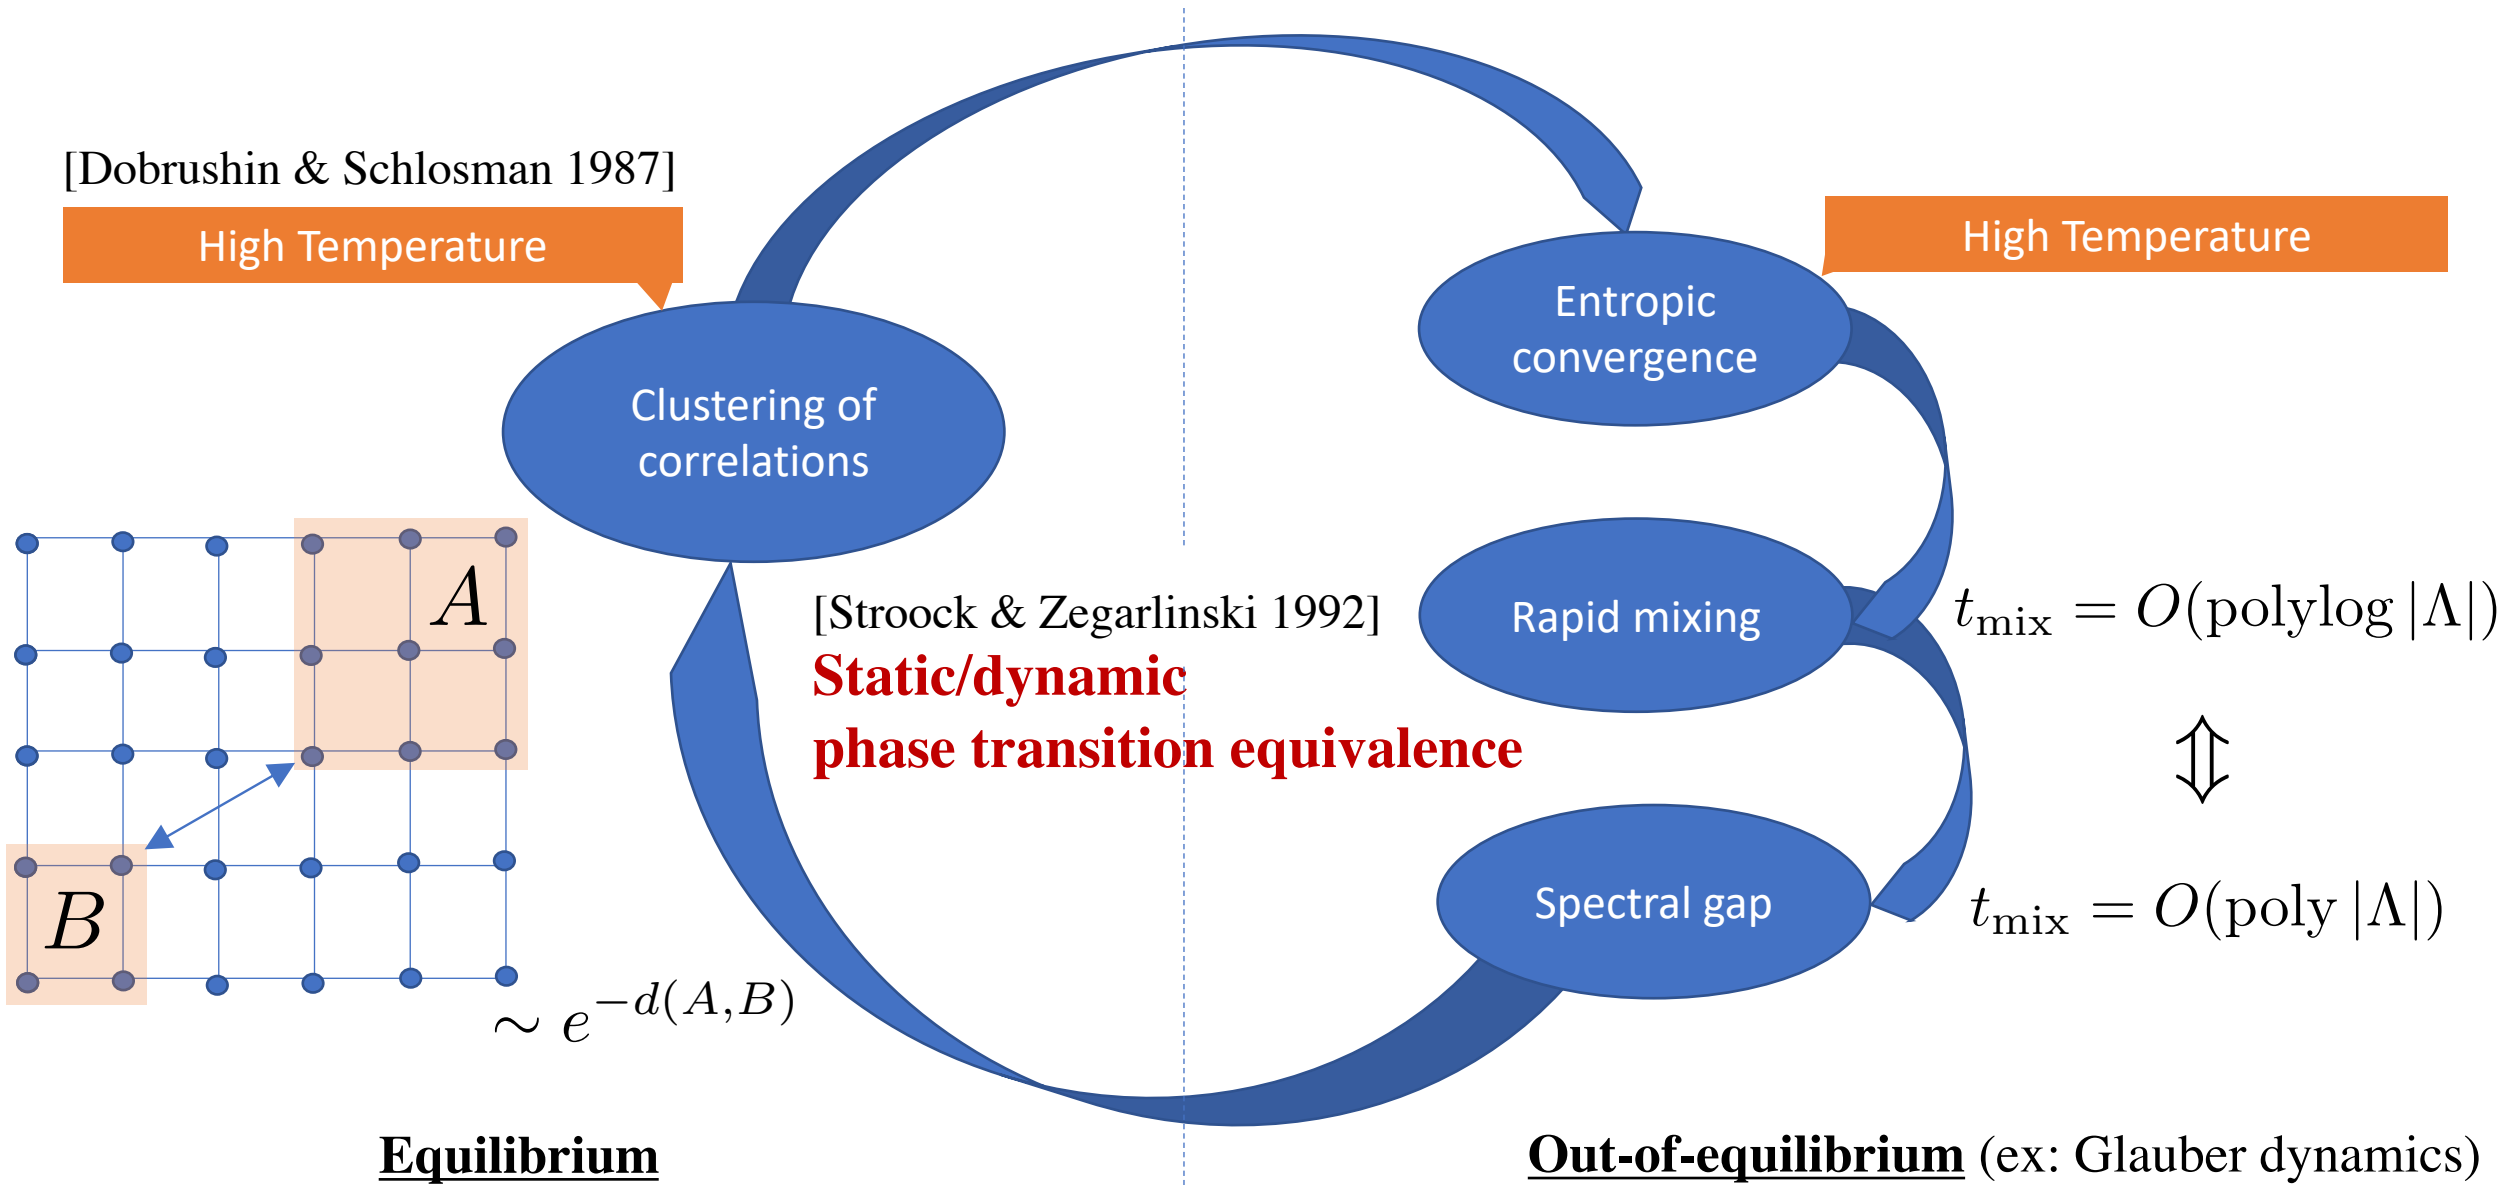 [Dobrushin & Schlosman 1987]
High Temperature
High Temperature
Entropic
convergence
Clustering of
correlations
A
[Stroock & Zegarlinski 1992]
Rapid mixing
t_mix = O(polylog |Λ|)
Static/dynamic
phase transition equivalence
⇕
B
Spectral gap
t_mix = O(poly |Λ|)
∼ e^{−d(A,B)}
Equilibrium
Out-of-equilibrium (ex: Glauber dynamics)